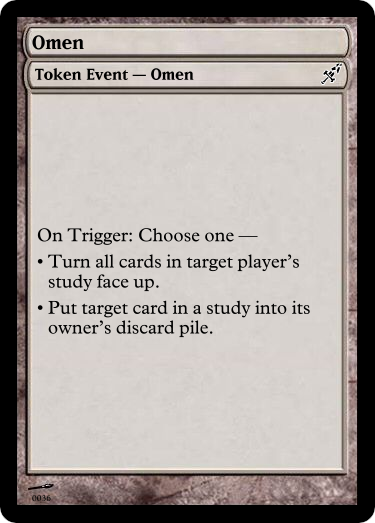 Omen
Token Event — Omen
On Trigger: Choose one —
• Turn all cards in target player's
study face up.
• Put target card in a study into its
owner's discard pile.
0036